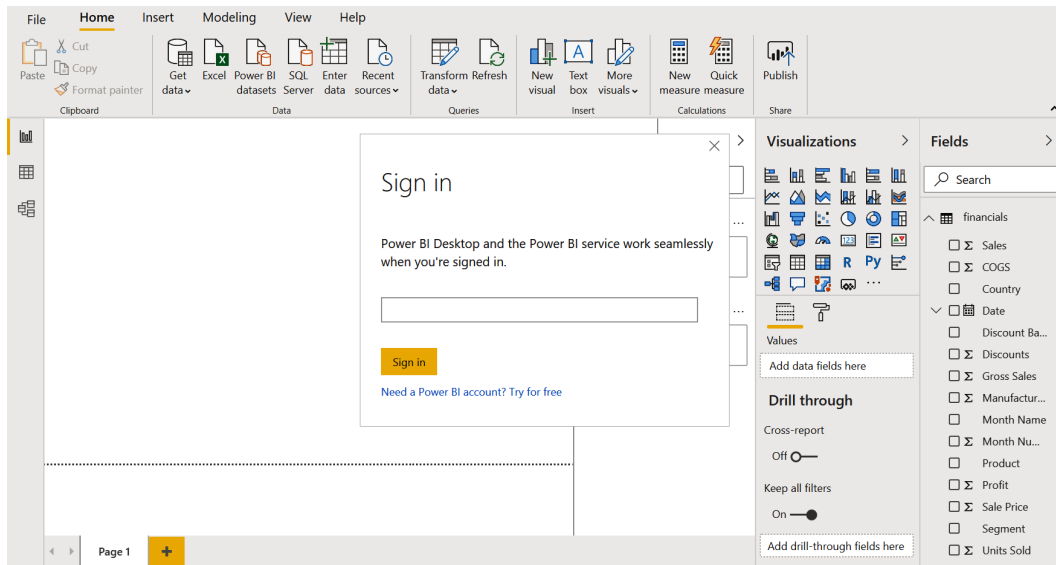 File Home Insert Modeling View Help
Paste
Cut
Copy
Format painter
Get data
Excel
Power BI datasets
SQL Server
Enter data
Recent sources
Transform data
Refresh
New visual
Text box
More visuals
New measure
Quick measure
Publish
Clipboard Data Queries Insert Calculations Share
Sign in
Power BI Desktop and the Power BI service work seamlessly
when you're signed in.
Sign in
Need a Power BI account? Try for free
Page 1
Visualizations
123
R Py
Values
Add data fields here
Drill through
Cross-report
Off
Keep all filters
On
Add drill-through fields here
Fields
Search
financials
Σ Sales
Σ COGS
Country
Date
Discount Ba...
Σ Discounts
Σ Gross Sales
Σ Manufactur...
Month Name
Σ Month Nu...
Product
Σ Profit
Σ Sale Price
Segment
Σ Units Sold